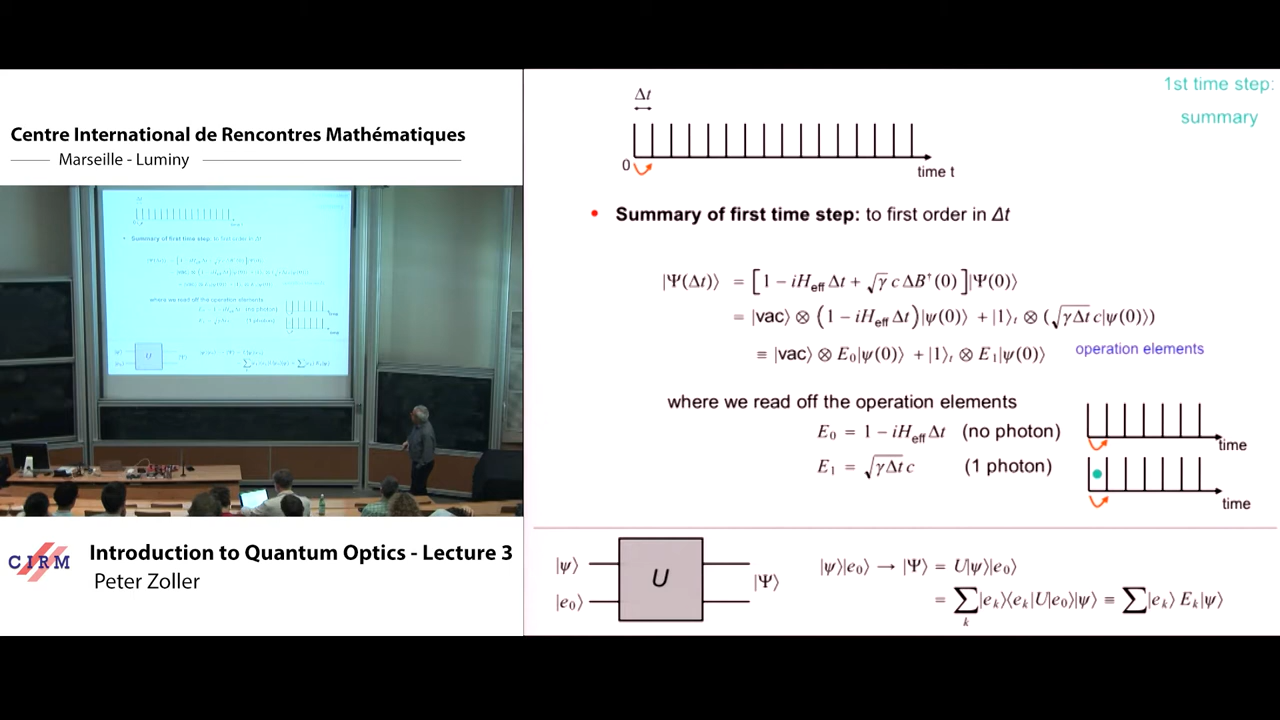 Centre International de Rencontres Mathématiques
Marseille - Luminy
CIRM
Introduction to Quantum Optics - Lecture 3
Peter Zoller
1st time step:
summary
Δt
0
time t
• Summary of first time step: to first order in Δt
|Ψ(Δt)⟩ = [1 − iH_eff Δt + √γ c ΔB†(0)]|Ψ(0)⟩
= |vac⟩ ⊗ (1 − iH_eff Δt)|ψ(0)⟩ + |1⟩_t ⊗ (√γΔt c|ψ(0)⟩)
≡ |vac⟩ ⊗ E₀|ψ(0)⟩ + |1⟩_t ⊗ E₁|ψ(0)⟩ operation elements
where we read off the operation elements
E₀ = 1 − iH_eff Δt (no photon)
time
E₁ = √γΔt c (1 photon)
time
|ψ⟩
|e₀⟩
U
|Ψ⟩
|ψ⟩|e₀⟩ → |Ψ⟩ = U|ψ⟩|e₀⟩
= ∑_k |e_k⟩⟨e_k|U|e₀⟩|ψ⟩ ≡ ∑|e_k⟩ E_k|ψ⟩